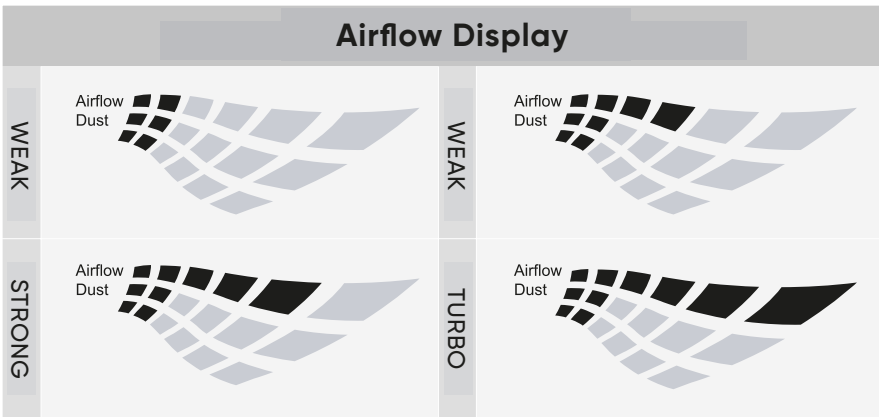 Airflow Display
WEAK
Airflow
Dust
WEAK
Airflow
Dust
STRONG
Airflow
Dust
TURBO
Airflow
Dust